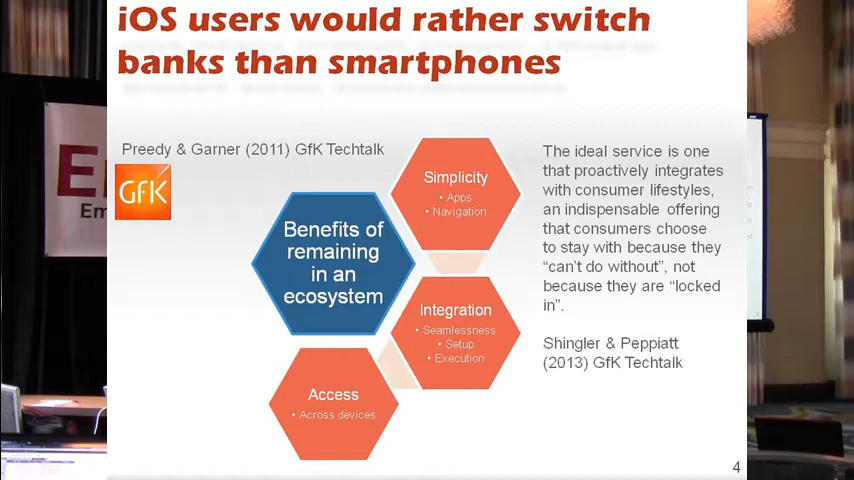 iOS users would rather switch
banks than smartphones
Preedy & Garner (2011) GfK Techtalk
GfK
Benefits of
remaining
in an
ecosystem
Simplicity
• Apps
• Navigation
Integration
• Seamlessness
• Setup
• Execution
Access
• Across devices
The ideal service is one
that proactively integrates
with consumer lifestyles,
an indispensable offering
that consumers choose
to stay with because they
“can’t do without”, not
because they are “locked
in”.
Shingler & Peppiatt
(2013) GfK Techtalk
4